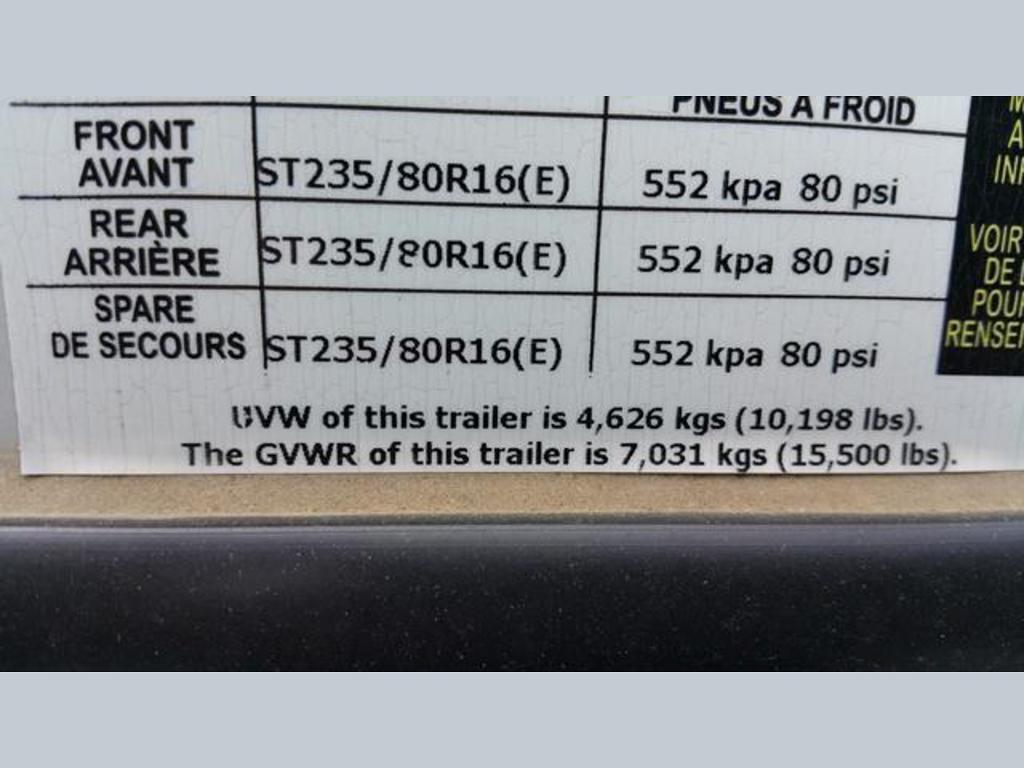 PNEUS A FROID
FRONT
AVANT
ST235/80R16(E)
552 kpa 80 psi
REAR
ARRIÈRE
ST235/80R16(E)
552 kpa 80 psi
SPARE
DE SECOURS
ST235/80R16(E)
552 kpa 80 psi
UVW of this trailer is 4,626 kgs (10,198 lbs).
The GVWR of this trailer is 7,031 kgs (15,500 lbs).
VOIR